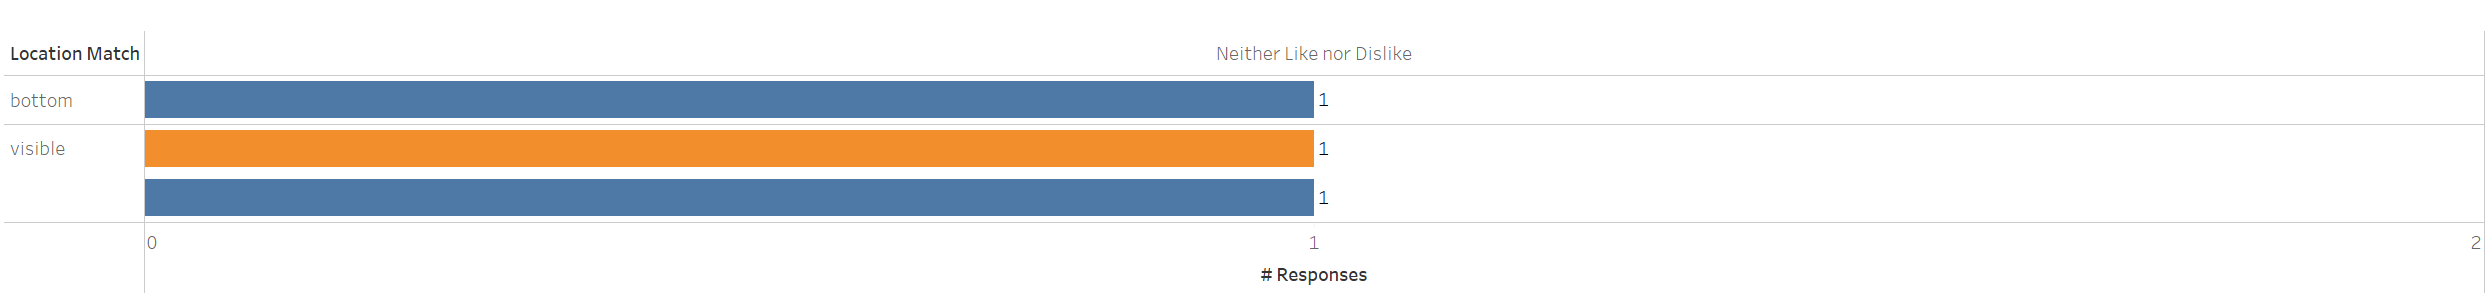 Location Match
Neither Like nor Dislike
bottom
1
visible
1
1
0
1
2
# Responses